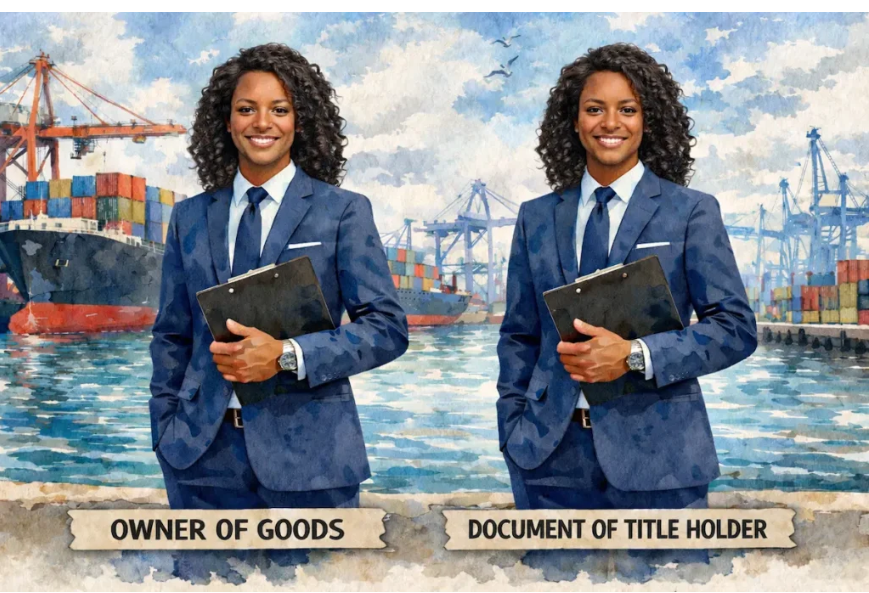 OWNER OF GOODS
DOCUMENT OF TITLE HOLDER